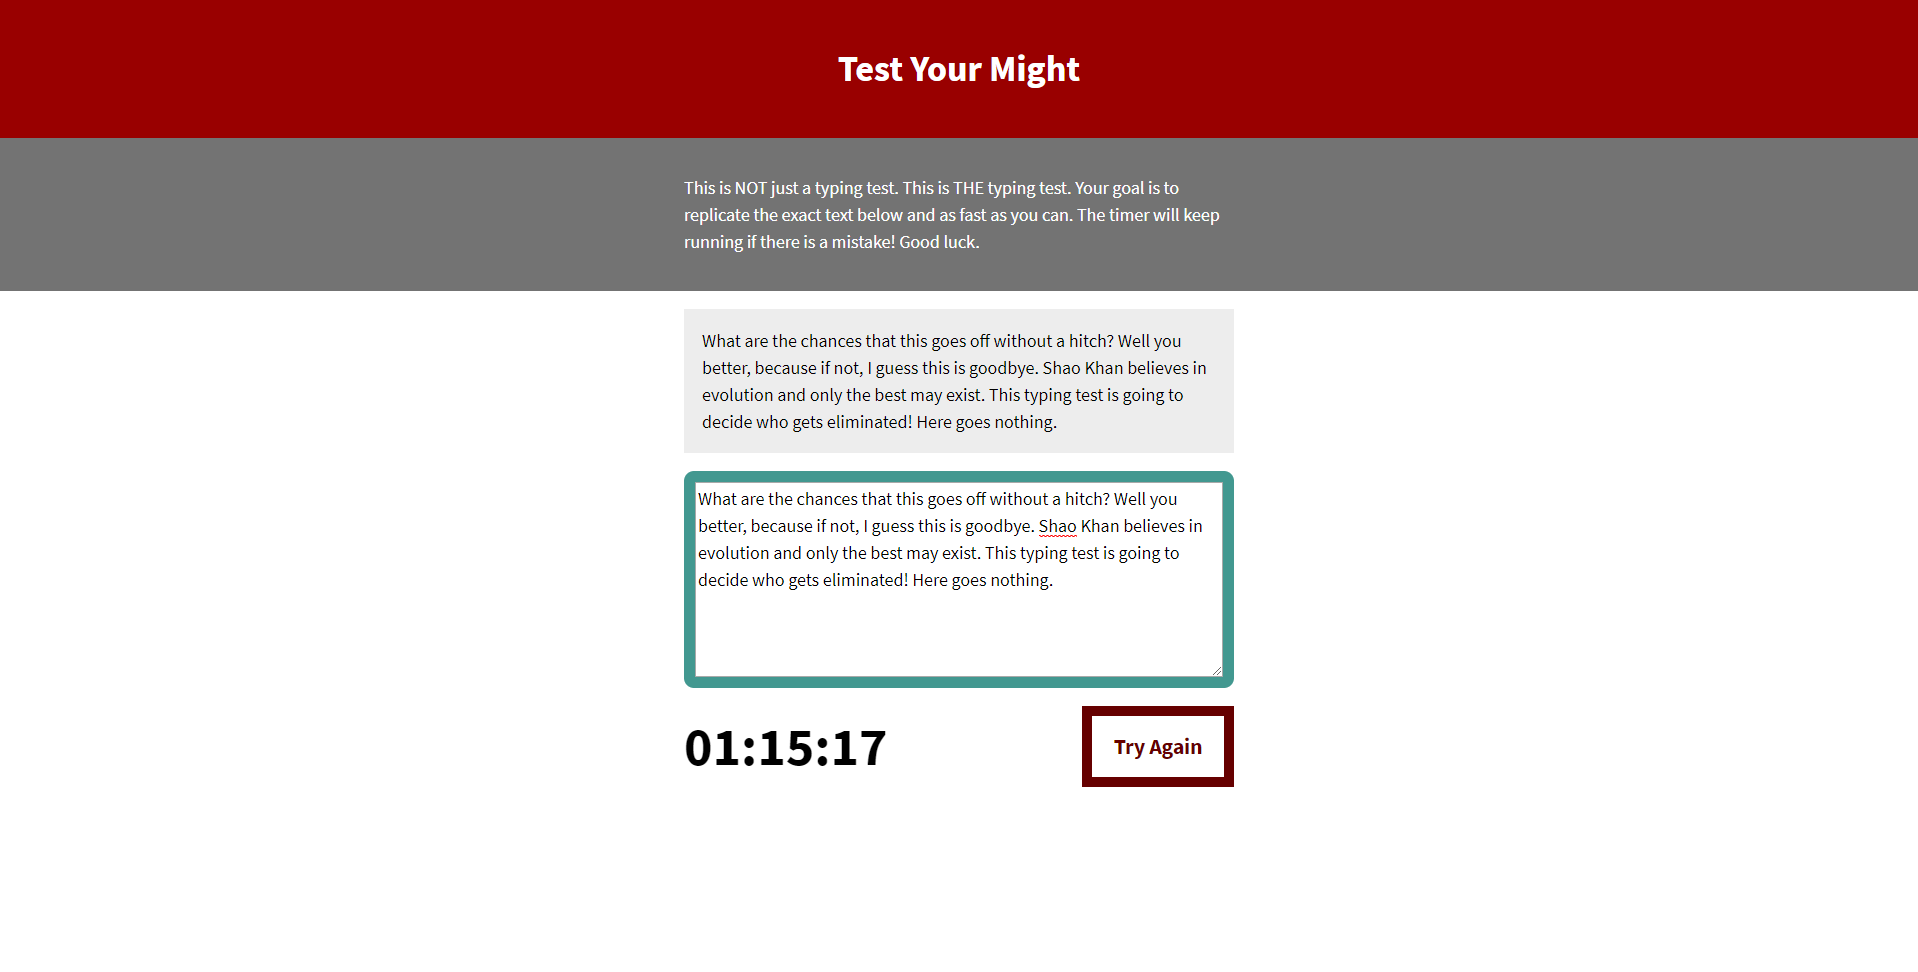 Test Your Might
This is NOT just a typing test. This is THE typing test. Your goal is to
replicate the exact text below and as fast as you can. The timer will keep
running if there is a mistake! Good luck.
What are the chances that this goes off without a hitch? Well you
better, because if not, I guess this is goodbye. Shao Khan believes in
evolution and only the best may exist. This typing test is going to
decide who gets eliminated! Here goes nothing.
What are the chances that this goes off without a hitch? Well you
better, because if not, I guess this is goodbye. Shao Khan believes in
evolution and only the best may exist. This typing test is going to
decide who gets eliminated! Here goes nothing.
01:15:17
Try Again